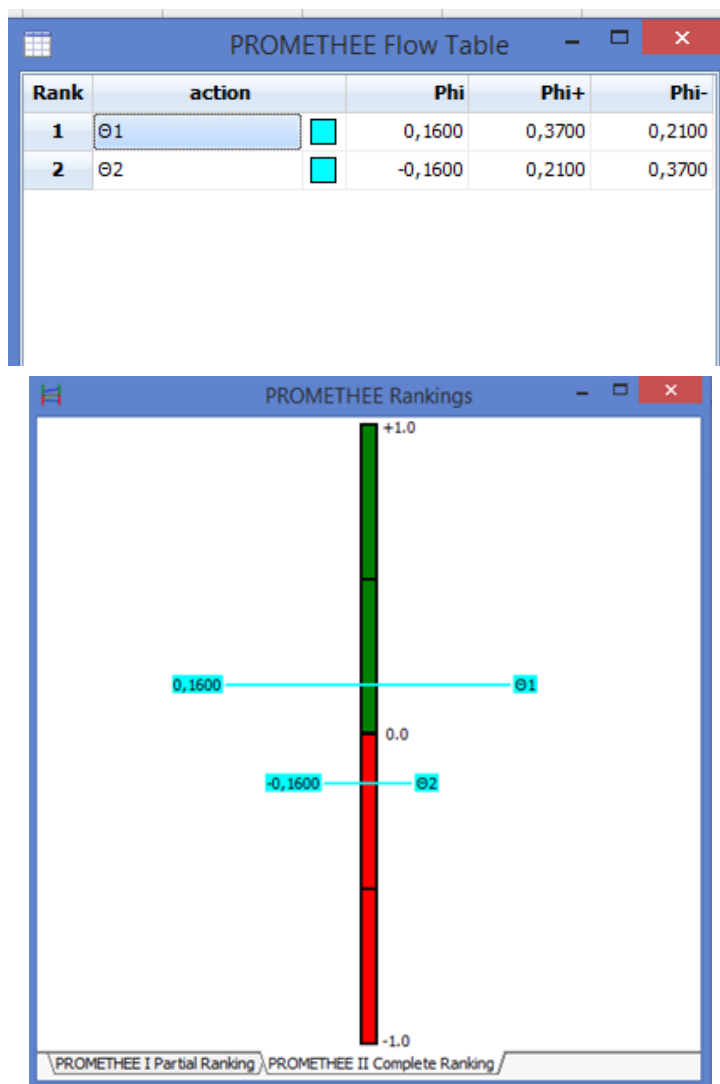 PROMETHEE Flow Table
Rank action Phi Phi+ Phi-
1 Θ1 0,1600 0,3700 0,2100
2 Θ2 -0,1600 0,2100 0,3700
PROMETHEE Rankings
+1.0
0,1600 Θ1
0.0
-0,1600 Θ2
-1.0
PROMETHEE I Partial Ranking PROMETHEE II Complete Ranking